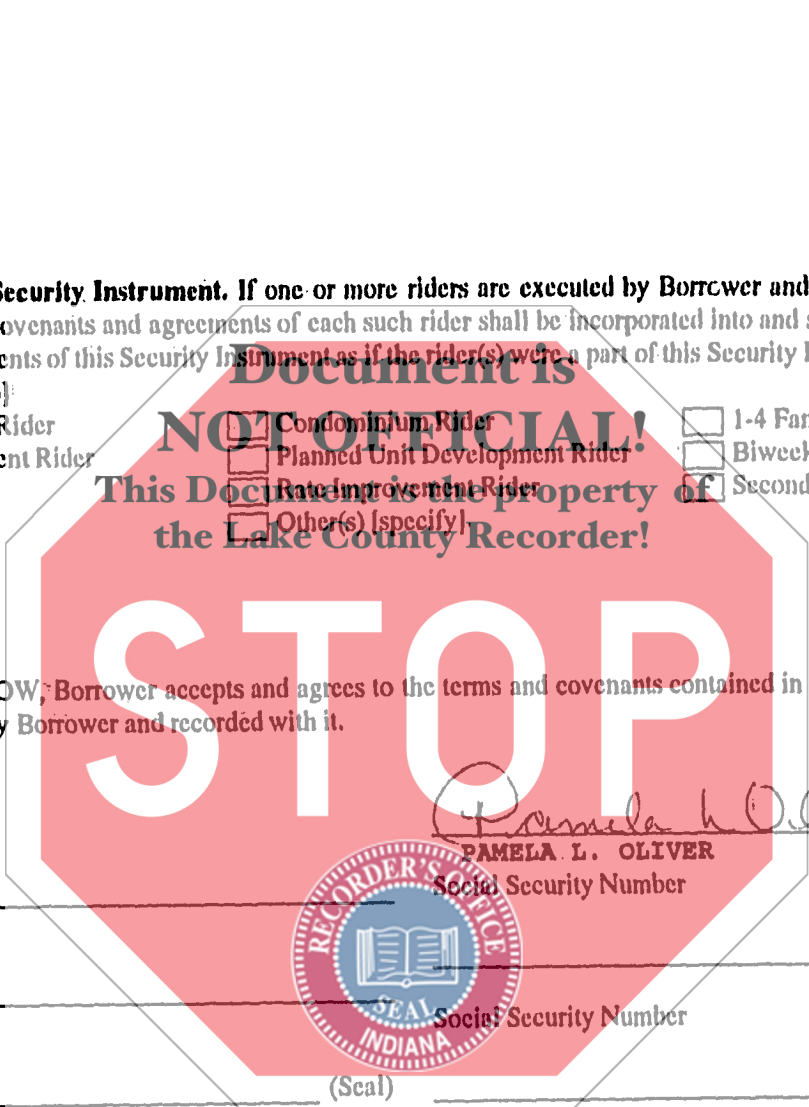 Security Instrument. If one or more riders are executed by Borrower and
ovenants and agreements of each such rider shall be incorporated into and s
ents of this Security Instrument as if the rider(s) were a part of this Security I
Document is
Rider
Condominium Rider
1-4 Fam
NOT OFFICIAL!
ent Rider
Planned Unit Development Rider
Biweek
This Document is the property of
Rate Improvement Rider
Second
Other(s) [specify]
the Lake County Recorder!
STOP
OW, Borrower accepts and agrees to the terms and covenants contained in
y Borrower and recorded with it.
Pamela L O
PAMELA L. OLIVER
Social Security Number
RECORDER'S OFFICE
SEAL
INDIANA
Social Security Number
(Seal)